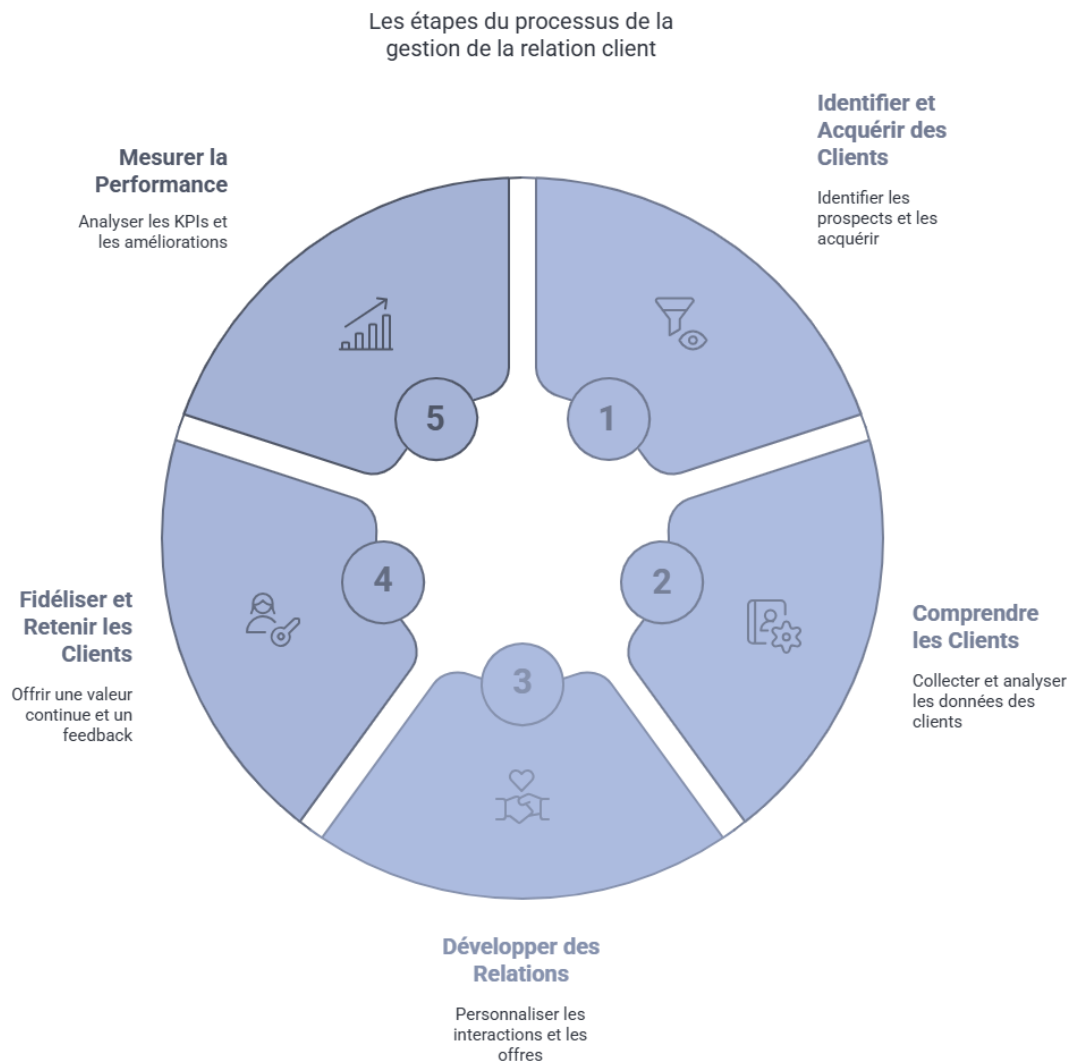 Les étapes du processus de la
gestion de la relation client
Identifier et
Acquérir des
Clients
Identifier les
prospects et les
acquérir
Mesurer la
Performance
Analyser les KPIs et
les améliorations
5
1
4
2
3
Fidéliser et
Retenir les
Clients
Offrir une valeur
continue et un
feedback
Comprendre
les Clients
Collecter et analyser
les données des
clients
Développer des
Relations
Personnaliser les
interactions et les
offres